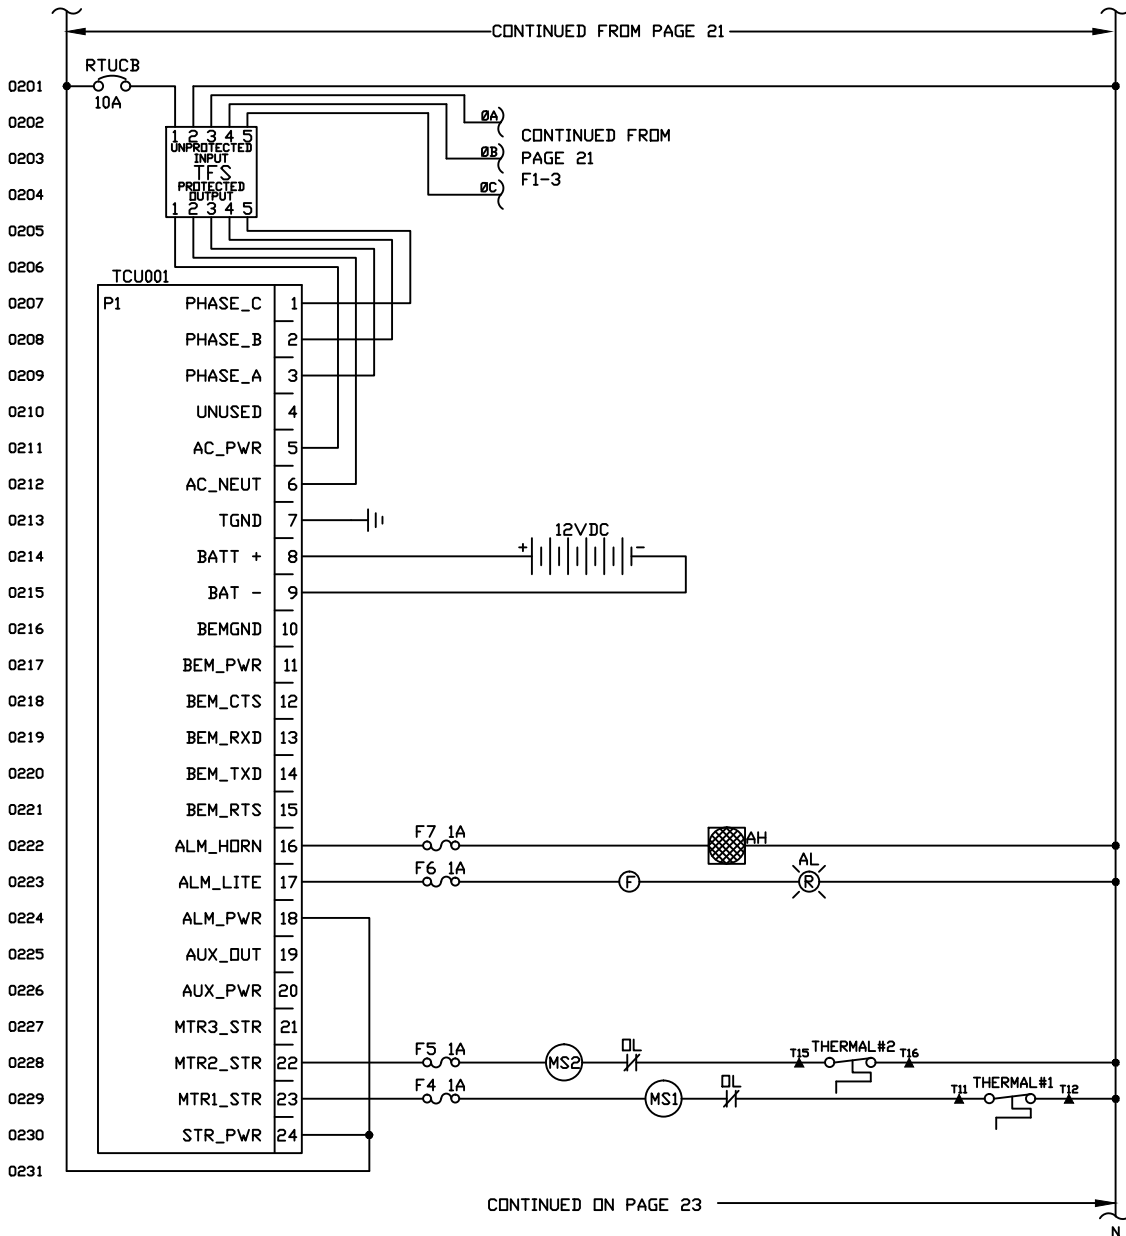 CONTINUED FROM PAGE 21
RTUCB
0201
10A
0202
ØA
CONTINUED FROM
1 2 3 4 5
UNPROTECTED
INPUT
0203
ØB
PAGE 21
TFS
F1-3
PROTECTED
OUTPUT
0204
ØC
1 2 3 4 5
0205
0206
TCU001
0207 P1 PHASE_C 1
0208 PHASE_B 2
0209 PHASE_A 3
0210 UNUSED 4
0211 AC_PWR 5
0212 AC_NEUT 6
0213 TGND 7
12VDC
+ -
0214 BATT + 8
0215 BAT - 9
0216 BEMGND 10
0217 BEM_PWR 11
0218 BEM_CTS 12
0219 BEM_RXD 13
0220 BEM_TXD 14
0221 BEM_RTS 15
F7 1A AH
0222 ALM_HORN 16
F6 1A AL
0223 ALM_LITE 17 F R
0224 ALM_PWR 18
0225 AUX_OUT 19
0226 AUX_PWR 20
0227 MTR3_STR 21
F5 1A OL T15 THERMAL#2 T16
0228 MTR2_STR 22 MS2
F4 1A OL T11 THERMAL#1 T12
0229 MTR1_STR 23 MS1
0230 STR_PWR 24
0231
CONTINUED ON PAGE 23
N